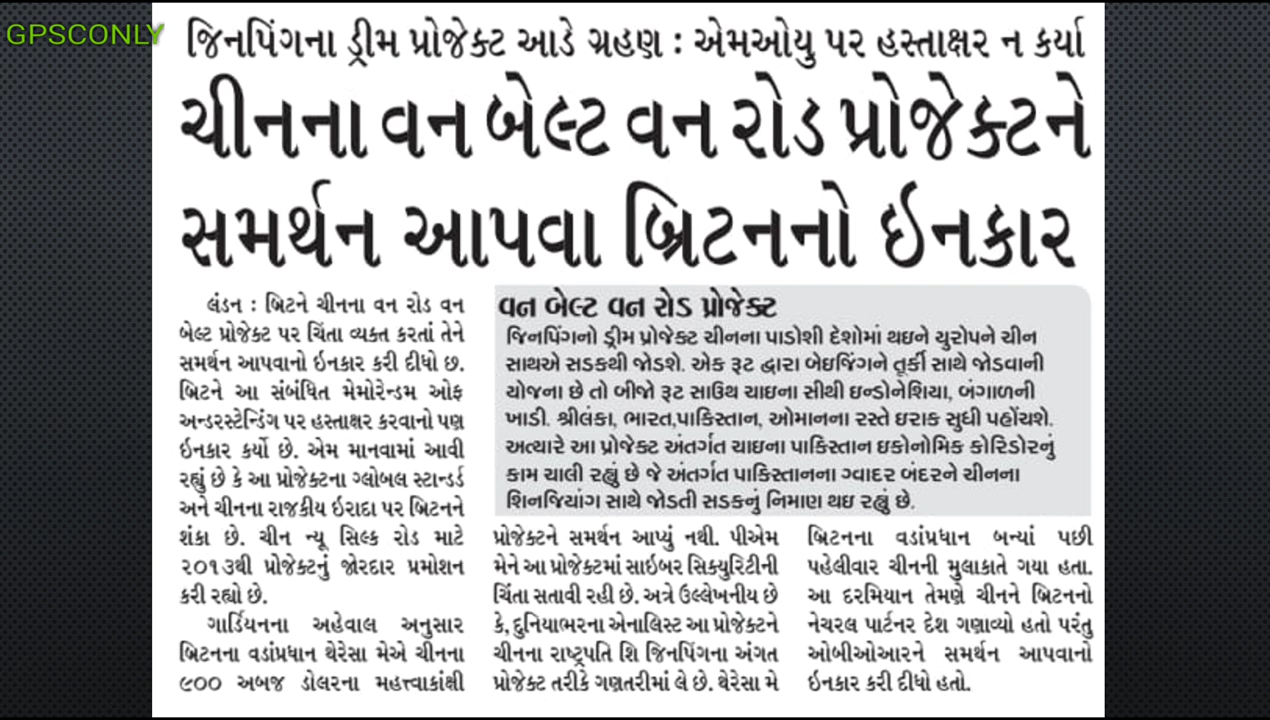 GPSCONLY
જિનપિંગના ડ્રીમ પ્રોજેક્ટ આડે ગ્રહણ : એમઓયુ પર હસ્તાક્ષર ન કર્યા
ચીનના વન બેલ્ટ વન રોડ પ્રોજેક્ટને
સમર્થન આપવા બ્રિટનનો ઇનકાર
લંડન : બ્રિટને ચીનના વન રોડ વન
બેલ્ટ પ્રોજેક્ટ પર ચિંતા વ્યક્ત કરતાં તેને
સમર્થન આપવાનો ઇનકાર કરી દીધો છે.
બ્રિટને આ સંબંધિત મેમોરેન્ડમ ઓફ
અન્ડરસ્ટેન્ડિંગ પર હસ્તાક્ષર કરવાનો પણ
ઇનકાર કર્યો છે. એમ માનવામાં આવી
રહ્યું છે કે આ પ્રોજેક્ટના ગ્લોબલ સ્ટાન્ડર્ડ
અને ચીનના રાજકીય ઇરાદા પર બ્રિટનને
શંકા છે. ચીન ન્યૂ સિલ્ક રોડ માટે
૨૦૧૩થી પ્રોજેક્ટનું જોરદાર પ્રમોશન
કરી રહ્યો છે.
ગાર્ડિયનના અહેવાલ અનુસાર
બ્રિટનના વડાંપ્રધાન થેરેસા મેએ ચીનના
૯૦૦ અબજ ડોલરના મહત્ત્વાકાંક્ષી
વન બેલ્ટ વન રોડ પ્રોજેક્ટ
જિનપિંગનો ડ્રીમ પ્રોજેક્ટ ચીનના પાડોશી દેશોમાં થઇને યુરોપને ચીન
સાથએ સડકથી જોડશે. એક રૂટ દ્વારા બેઇજિંગને તૂર્કી સાથે જોડવાની
યોજના છે તો બીજો રૂટ સાઉથ ચાઇના સીથી ઇન્ડોનેશિયા, બંગાળની
ખાડી. શ્રીલંકા, ભારત,પાકિસ્તાન, ઓમાનના રસ્તે ઇરાક સુધી પહોંચશે.
અત્યારે આ પ્રોજેક્ટ અંતર્ગત ચાઇના પાકિસ્તાન ઇકોનોમિક કોરિડોરનું
કામ ચાલી રહ્યું છે જે અંતર્ગત પાકિસ્તાનના ગ્વાદર બંદરને ચીનના
શિનજિયાંગ સાથે જોડતી સડકનું નિમાણ થઇ રહ્યું છે.
પ્રોજેક્ટને સમર્થન આપ્યું નથી. પીએમ
મેને આ પ્રોજેક્ટમાં સાઇબર સિક્યુરિટીની
ચિંતા સતાવી રહી છે. અત્રે ઉલ્લેખનીય છે
કે, દુનિયાભરના એનાલિસ્ટ આ પ્રોજેક્ટને
ચીનના રાષ્ટ્રપતિ શિ જિનપિંગના અંગત
પ્રોજેક્ટ તરીકે ગણતરીમાં લે છે. થેરેસા મે
બ્રિટનના વડાંપ્રધાન બન્યાં પછી
પહેલીવાર ચીનની મુલાકાતે ગયા હતા.
આ દરમિયાન તેમણે ચીનને બ્રિટનનો
નેચરલ પાર્ટનર દેશ ગણાવ્યો હતો પરંતુ
ઓબીઓઆરને સમર્થન આપવાનો
ઇનકાર કરી દીધો હતો.